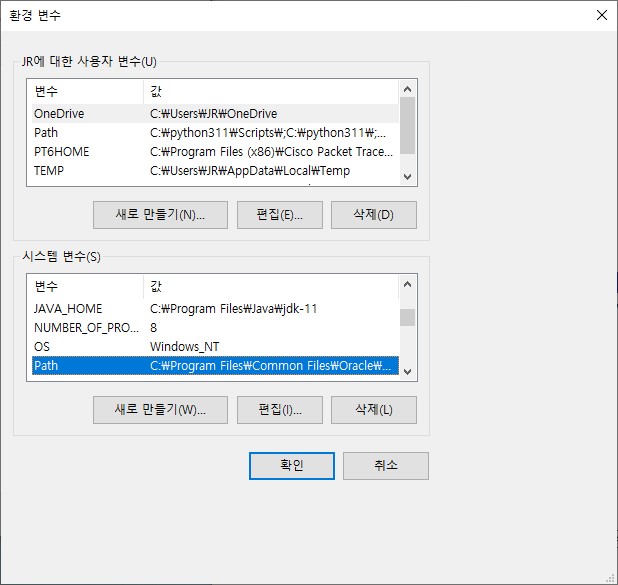 환경 변수
JR에 대한 사용자 변수(U)
변수 값
OneDrive C:₩Users₩JR₩OneDrive
Path C:₩python311₩Scripts₩;C:₩python311₩;...
PT6HOME C:₩Program Files (x86)₩Cisco Packet Trace...
TEMP C:₩Users₩JR₩AppData₩Local₩Temp
새로 만들기(N)... 편집(E)... 삭제(D)
시스템 변수(S)
변수 값
JAVA_HOME C:₩Program Files₩Java₩jdk-11
NUMBER_OF_PRO... 8
OS Windows_NT
Path C:₩Program Files₩Common Files₩Oracle₩...
새로 만들기(W)... 편집(I)... 삭제(L)
확인 취소